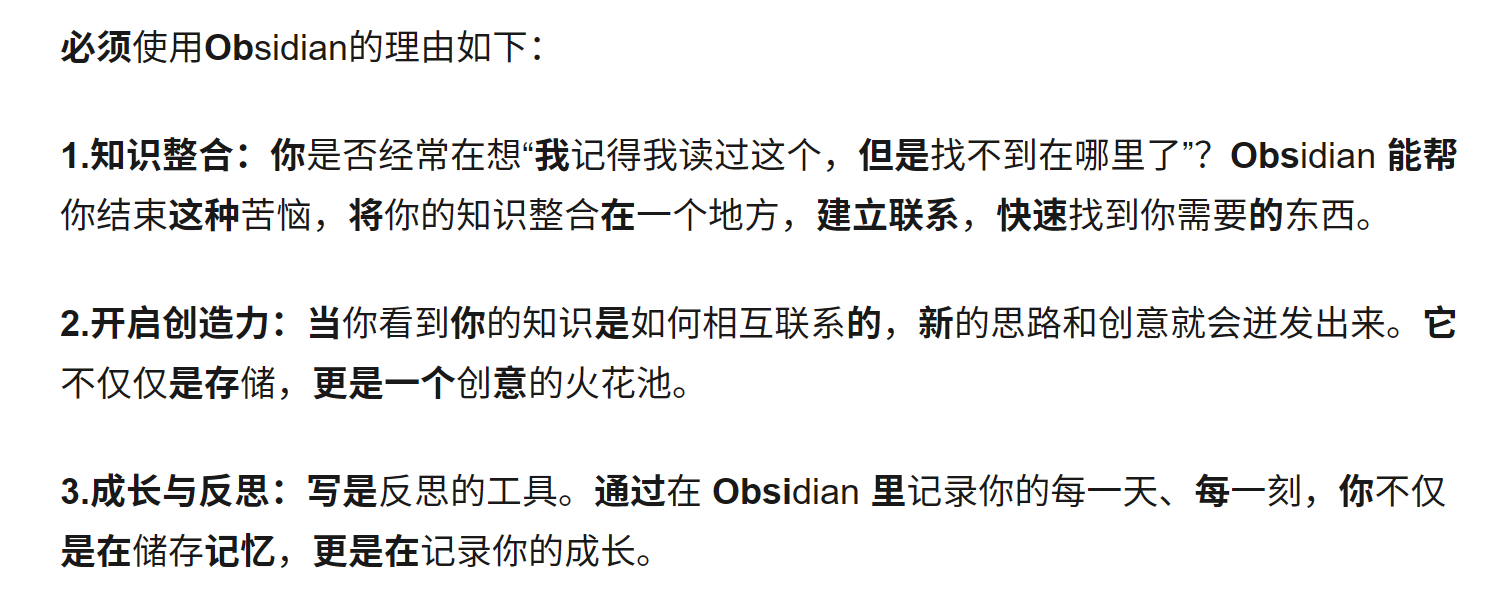 必须使用Obsidian的理由如下：
1.知识整合：你是否经常在想“我记得我读过这个，但是找不到在哪里了”？Obsidian 能帮
你结束这种苦恼，将你的知识整合在一个地方，建立联系，快速找到你需要的东西。
2.开启创造力：当你看到你的知识是如何相互联系的，新的思路和创意就会迸发出来。它
不仅仅是存储，更是一个创意的火花池。
3.成长与反思：写是反思的工具。通过在 Obsidian 里记录你的每一天、每一刻，你不仅
是在储存记忆，更是在记录你的成长。